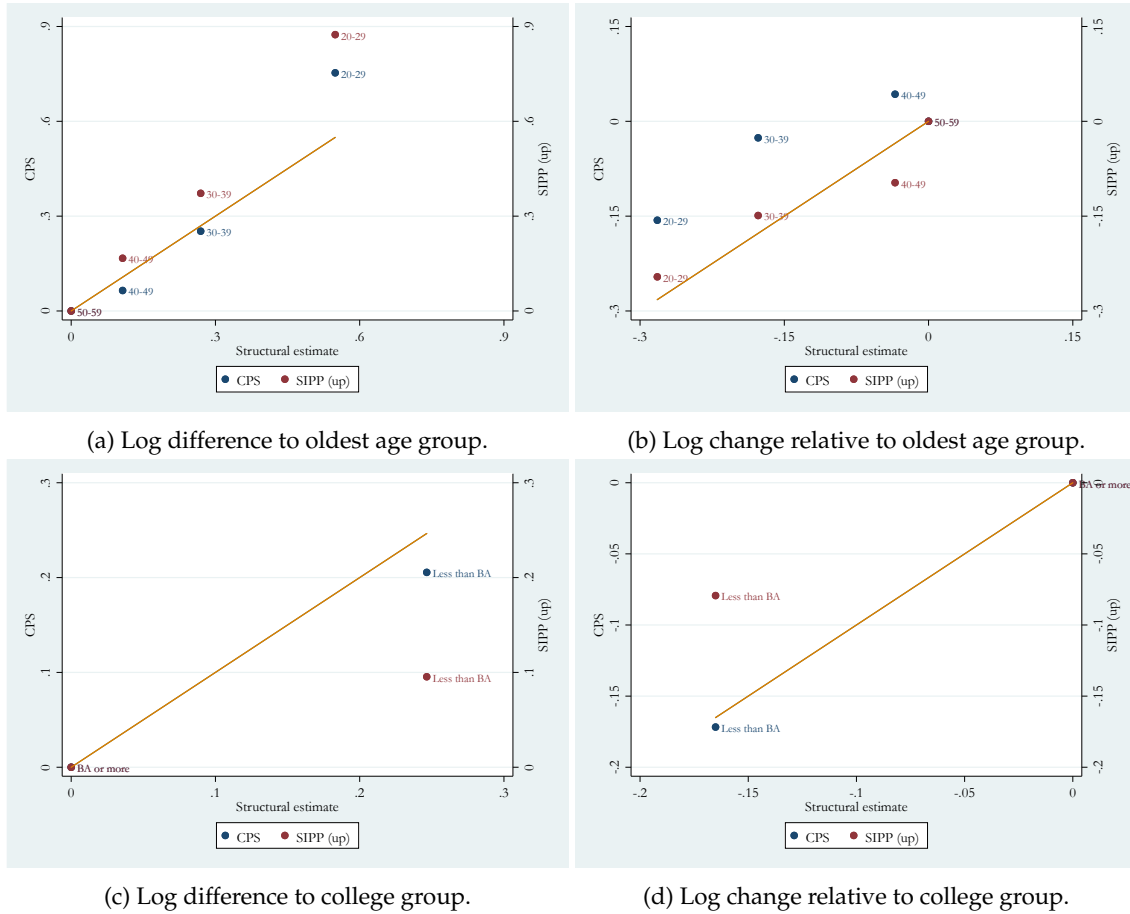 .9
.6
.3
0
CPS
20-29
20-29
30-39
30-39
40-49
40-49
50-59
.9
.6
.3
0
SIPP (up)
0 .3 .6 .9
Structural estimate
CPS SIPP (up)
(a) Log difference to oldest age group.
.15
0
-.15
-.3
CPS
40-49
50-59
30-39
40-49
30-39
20-29
20-29
.15
0
-.15
-.3
SIPP (up)
-.3 -.15 0 .15
Structural estimate
CPS SIPP (up)
(b) Log change relative to oldest age group.
.3
.2
.1
0
CPS
Less than BA
Less than BA
BA or more
.3
.2
.1
0
SIPP (up)
0 .1 .2 .3
Structural estimate
CPS SIPP (up)
(c) Log difference to college group.
0
-.05
-.1
-.15
-.2
CPS
BA or more
Less than BA
Less than BA
0
-.05
-.1
-.15
-.2
SIPP (up)
-.2 -.15 -.1 -.05 0
Structural estimate
CPS SIPP (up)
(d) Log change relative to college group.